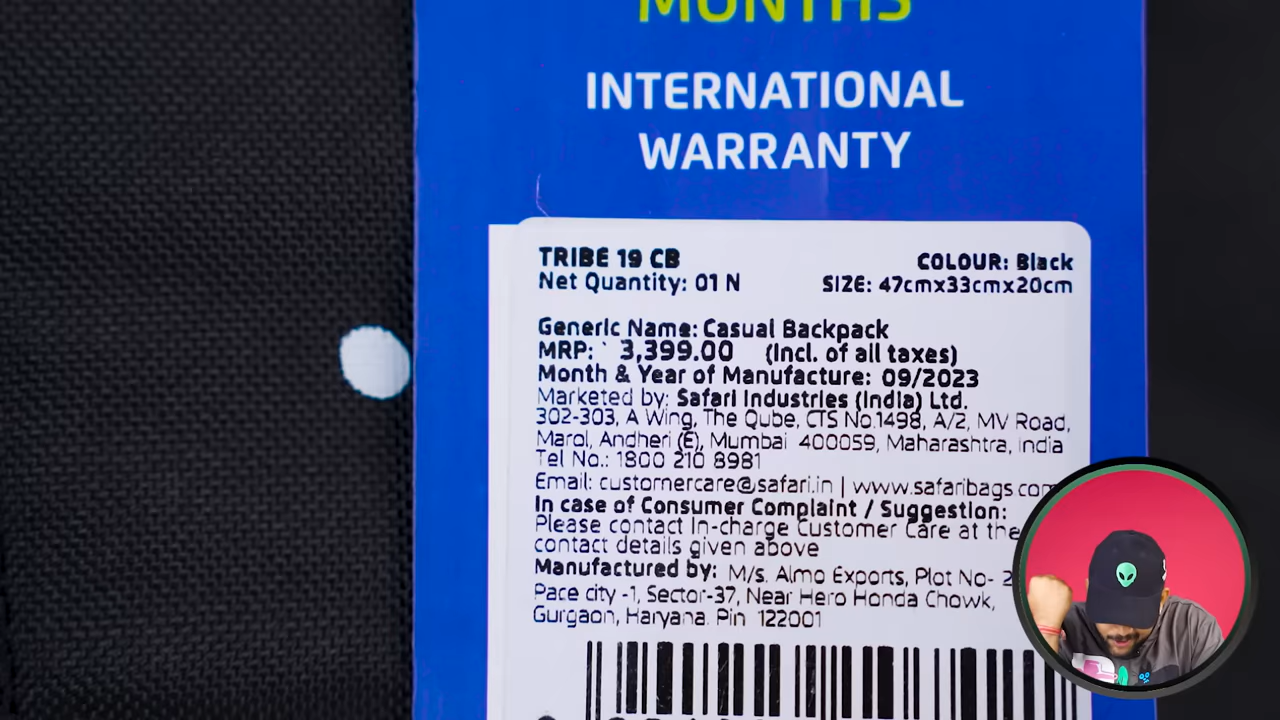 MONTHS
INTERNATIONAL
WARRANTY
TRIBE 19 CB
COLOUR: Black
Net Quantity: 01 N
SIZE: 47cmx33cmx20cm
Generic Name: Casual Backpack
MRP: ` 3,399.00 (Incl. of all taxes)
Month & Year of Manufacture: 09/2023
Marketed by: Safari Industries (India) Ltd.
302-303, A Wing, The Qube, CTS No.1498, A/2, MV Road,
Marol, Andheri (E), Mumbai 400059, Maharashtra, India
Tel No.: 1800 210 8981
Email: customercare@safari.in | www.safaribags.com
In case of Consumer Complaint / Suggestion:
Please contact In-charge Customer Care at the
contact details given above
Manufactured by: M/s. Almo Exports, Plot No-
Pace city -1, Sector-37, Near Hero Honda Chowk,
Gurgaon, Haryana. Pin 122001